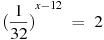 (1/32)^{x-12} = 2